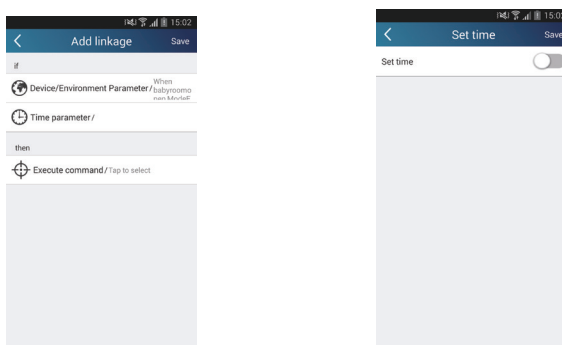 15:02
Add linkage
Save
if
Device/Environment Parameter/
When
babyroomo
Time parameter/
then
Execute command/Tap to select
15:02
Set time
Save
Set time